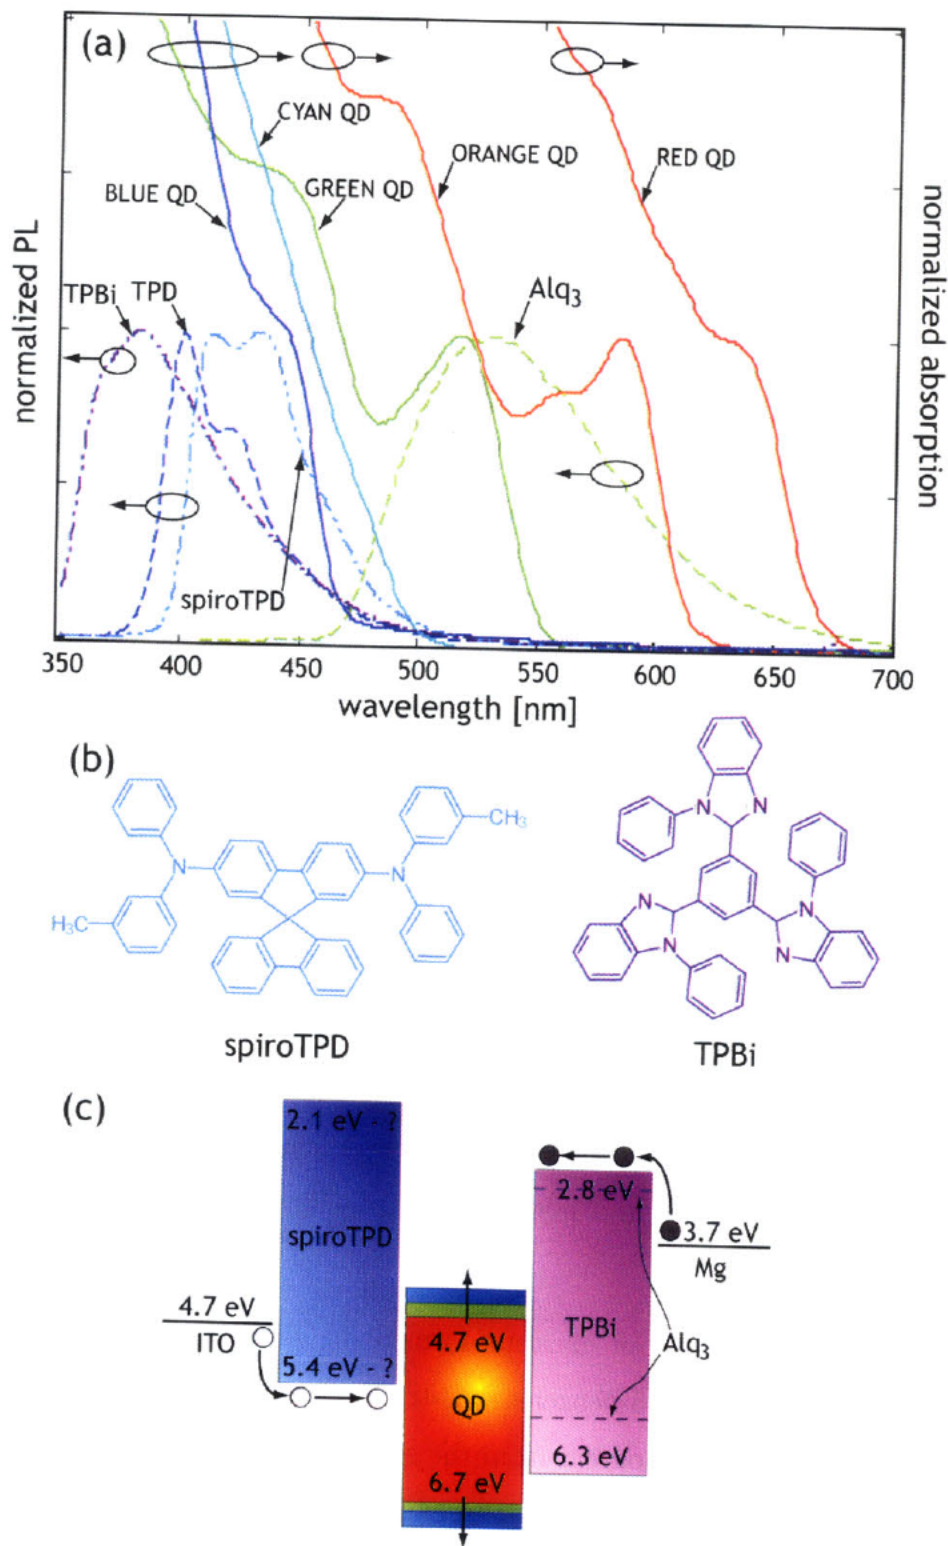 (a)
CYAN QD
ORANGE QD
RED QD
BLUE QD
GREEN QD
TPBi
TPD
Alq3
spiroTPD
normalized PL
normalized absorption
350 400 450 500 550 600 650 700
wavelength [nm]
(b)
CH3
N
N
H3C
spiroTPD
N
N
N
N
N
N
TPBi
(c)
2.1 eV - ?
spiroTPD
2.8 eV
3.7 eV
Mg
4.7 eV
ITO
5.4 eV - ?
4.7 eV
QD
6.7 eV
TPBi
Alq3
6.3 eV